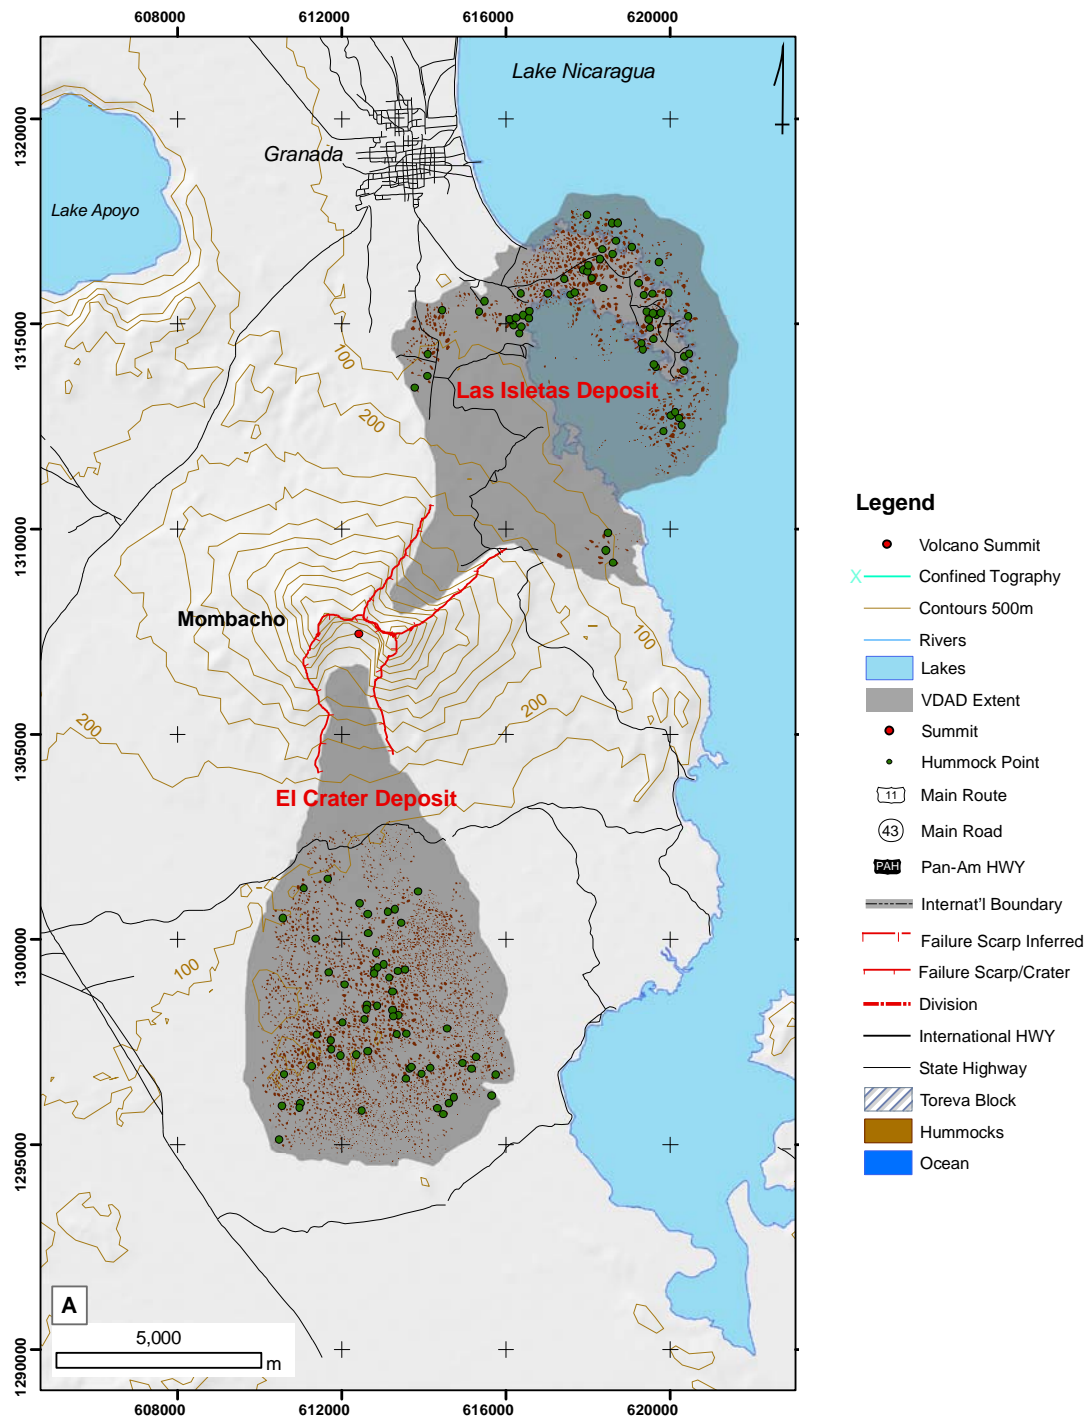 608000 612000 616000 620000
Lake Nicaragua
1320000
Granada
Lake Apoyo
1315000
100
Las Isletas Deposit
200
1310000
Mombacho
100
200
200
1305000
El Crater Deposit
1300000
100
1295000
A
5,000
m
1290000
608000 612000 616000 620000
Legend
Volcano Summit
X Confined Tography
Contours 500m
Rivers
Lakes
VDAD Extent
Summit
Hummock Point
11 Main Route
43 Main Road
PAH Pan-Am HWY
Internat'l Boundary
Failure Scarp Inferred
Failure Scarp/Crater
Division
International HWY
State Highway
Toreva Block
Hummocks
Ocean